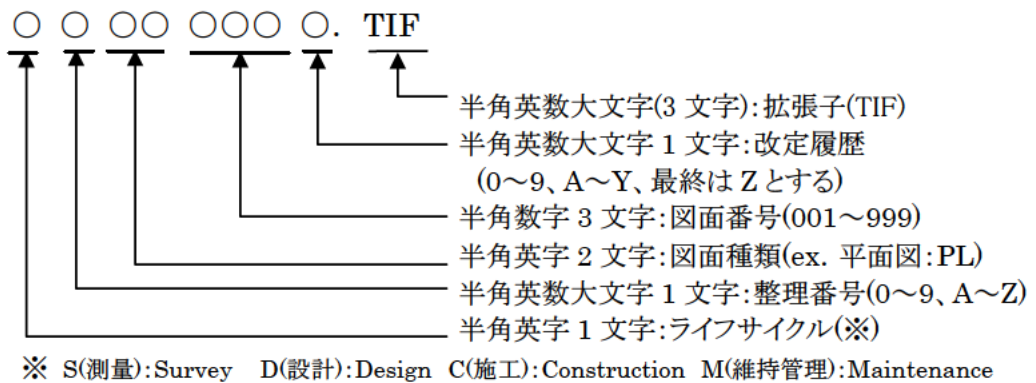 ○ ○ ○○ ○○○ ○. TIF
半角英数大文字(3 文字):拡張子(TIF)
半角英数大文字 1 文字:改定履歴
(0～9、A～Y、最終は Z とする)
半角数字 3 文字:図面番号(001～999)
半角英字 2 文字:図面種類(ex. 平面図:PL)
半角英数大文字 1 文字:整理番号(0～9、A～Z)
半角英字 1 文字:ライフサイクル(※)
※ S(測量):Survey D(設計):Design C(施工):Construction M(維持管理):Maintenance